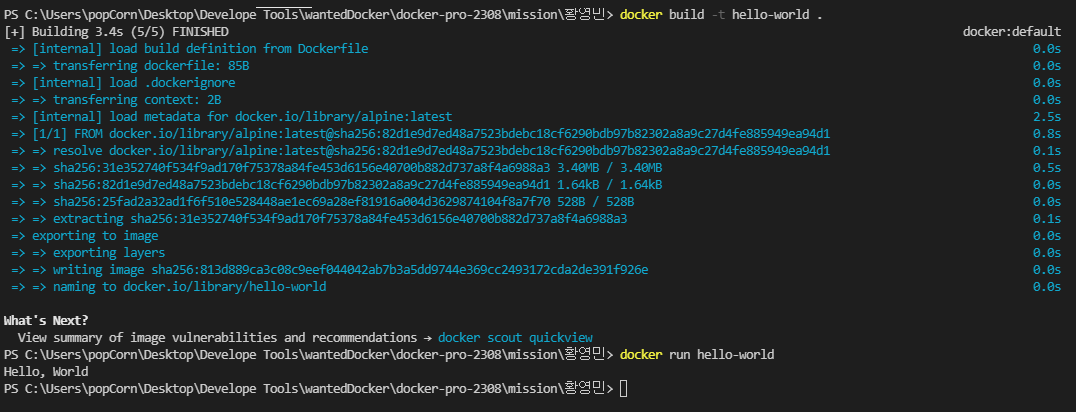 PS C:\Users\popCorn\Desktop\Develope Tools\wantedDocker\docker-pro-2308\mission\황영민> docker build -t hello-world .
[+] Building 3.4s (5/5) FINISHED docker:default
=> [internal] load build definition from Dockerfile 0.0s
=> => transferring dockerfile: 85B 0.0s
=> [internal] load .dockerignore 0.0s
=> => transferring context: 2B 0.0s
=> [internal] load metadata for docker.io/library/alpine:latest 2.5s
=> [1/1] FROM docker.io/library/alpine:latest@sha256:82d1e9d7ed48a7523bdebc18cf6290bdb97b82302a8a9c27d4fe885949ea94d1 0.8s
=> => resolve docker.io/library/alpine:latest@sha256:82d1e9d7ed48a7523bdebc18cf6290bdb97b82302a8a9c27d4fe885949ea94d1 0.1s
=> => sha256:31e352740f534f9ad170f75378a84fe453d6156e40700b882d737a8f4a6988a3 3.40MB / 3.40MB 0.5s
=> => sha256:82d1e9d7ed48a7523bdebc18cf6290bdb97b82302a8a9c27d4fe885949ea94d1 1.64kB / 1.64kB 0.0s
=> => sha256:25fad2a32ad1f6f510e528448ae1ec69a28ef81916a004d3629874104f8a7f70 528B / 528B 0.0s
=> => extracting sha256:31e352740f534f9ad170f75378a84fe453d6156e40700b882d737a8f4a6988a3 0.1s
=> exporting to image 0.0s
=> => exporting layers 0.0s
=> => writing image sha256:813d889ca3c08c9eef044042ab7b3a5dd9744e369cc2493172cda2de391f926e 0.0s
=> => naming to docker.io/library/hello-world 0.0s
What's Next?
View summary of image vulnerabilities and recommendations → docker scout quickview
PS C:\Users\popCorn\Desktop\Develope Tools\wantedDocker\docker-pro-2308\mission\황영민> docker run hello-world
Hello, World
PS C:\Users\popCorn\Desktop\Develope Tools\wantedDocker\docker-pro-2308\mission\황영민>